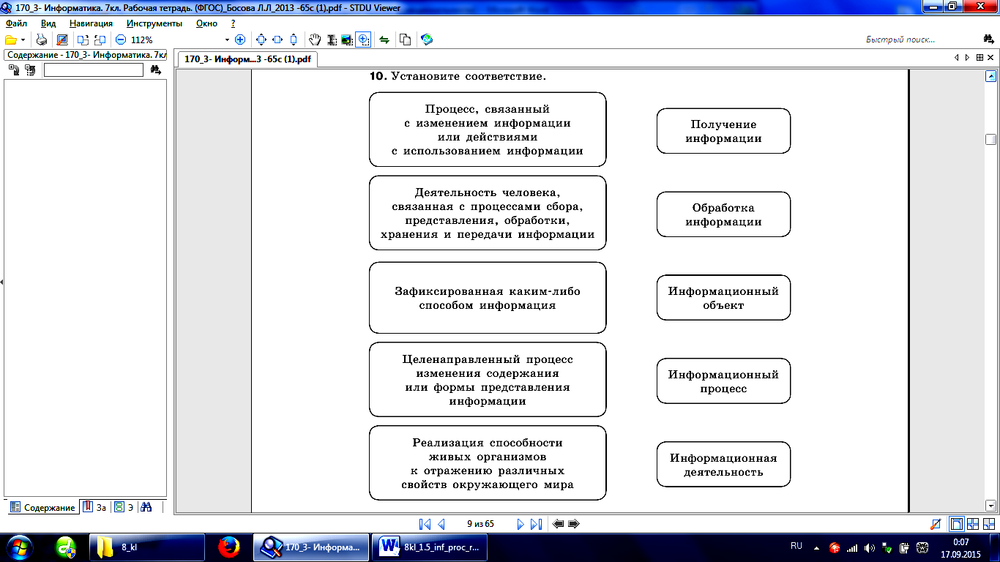 170_3- Информатика. 7кл. Рабочая тетрадь. (ФГОС)_Босова Л.Л_2013 -65с (1).pdf - STDU Viewer
Файл Вид Навигация Инструменты Окно ?
112%
Быстрый поиск...
Содержание - 170_3- Информатика. 7кл
170_3- Информ...3 -65с (1).pdf
10. Установите соответствие.
Процесс, связанный
с изменением информации
или действиями
с использованием информации
Получение
информации
Деятельность человека,
связанная с процессами сбора,
представления, обработки,
хранения и передачи информации
Обработка
информации
Зафиксированная каким-либо
способом информация
Информационный
объект
Целенаправленный процесс
изменения содержания
или формы представления
информации
Информационный
процесс
Реализация способности
живых организмов
к отражению различных
свойств окружающего мира
Информационная
деятельность
Содержание За Э
9 из 65
8_kl
170_3- Информа...
8kl_1.5_inf_proc_r...
RU
0:07
17.09.2015